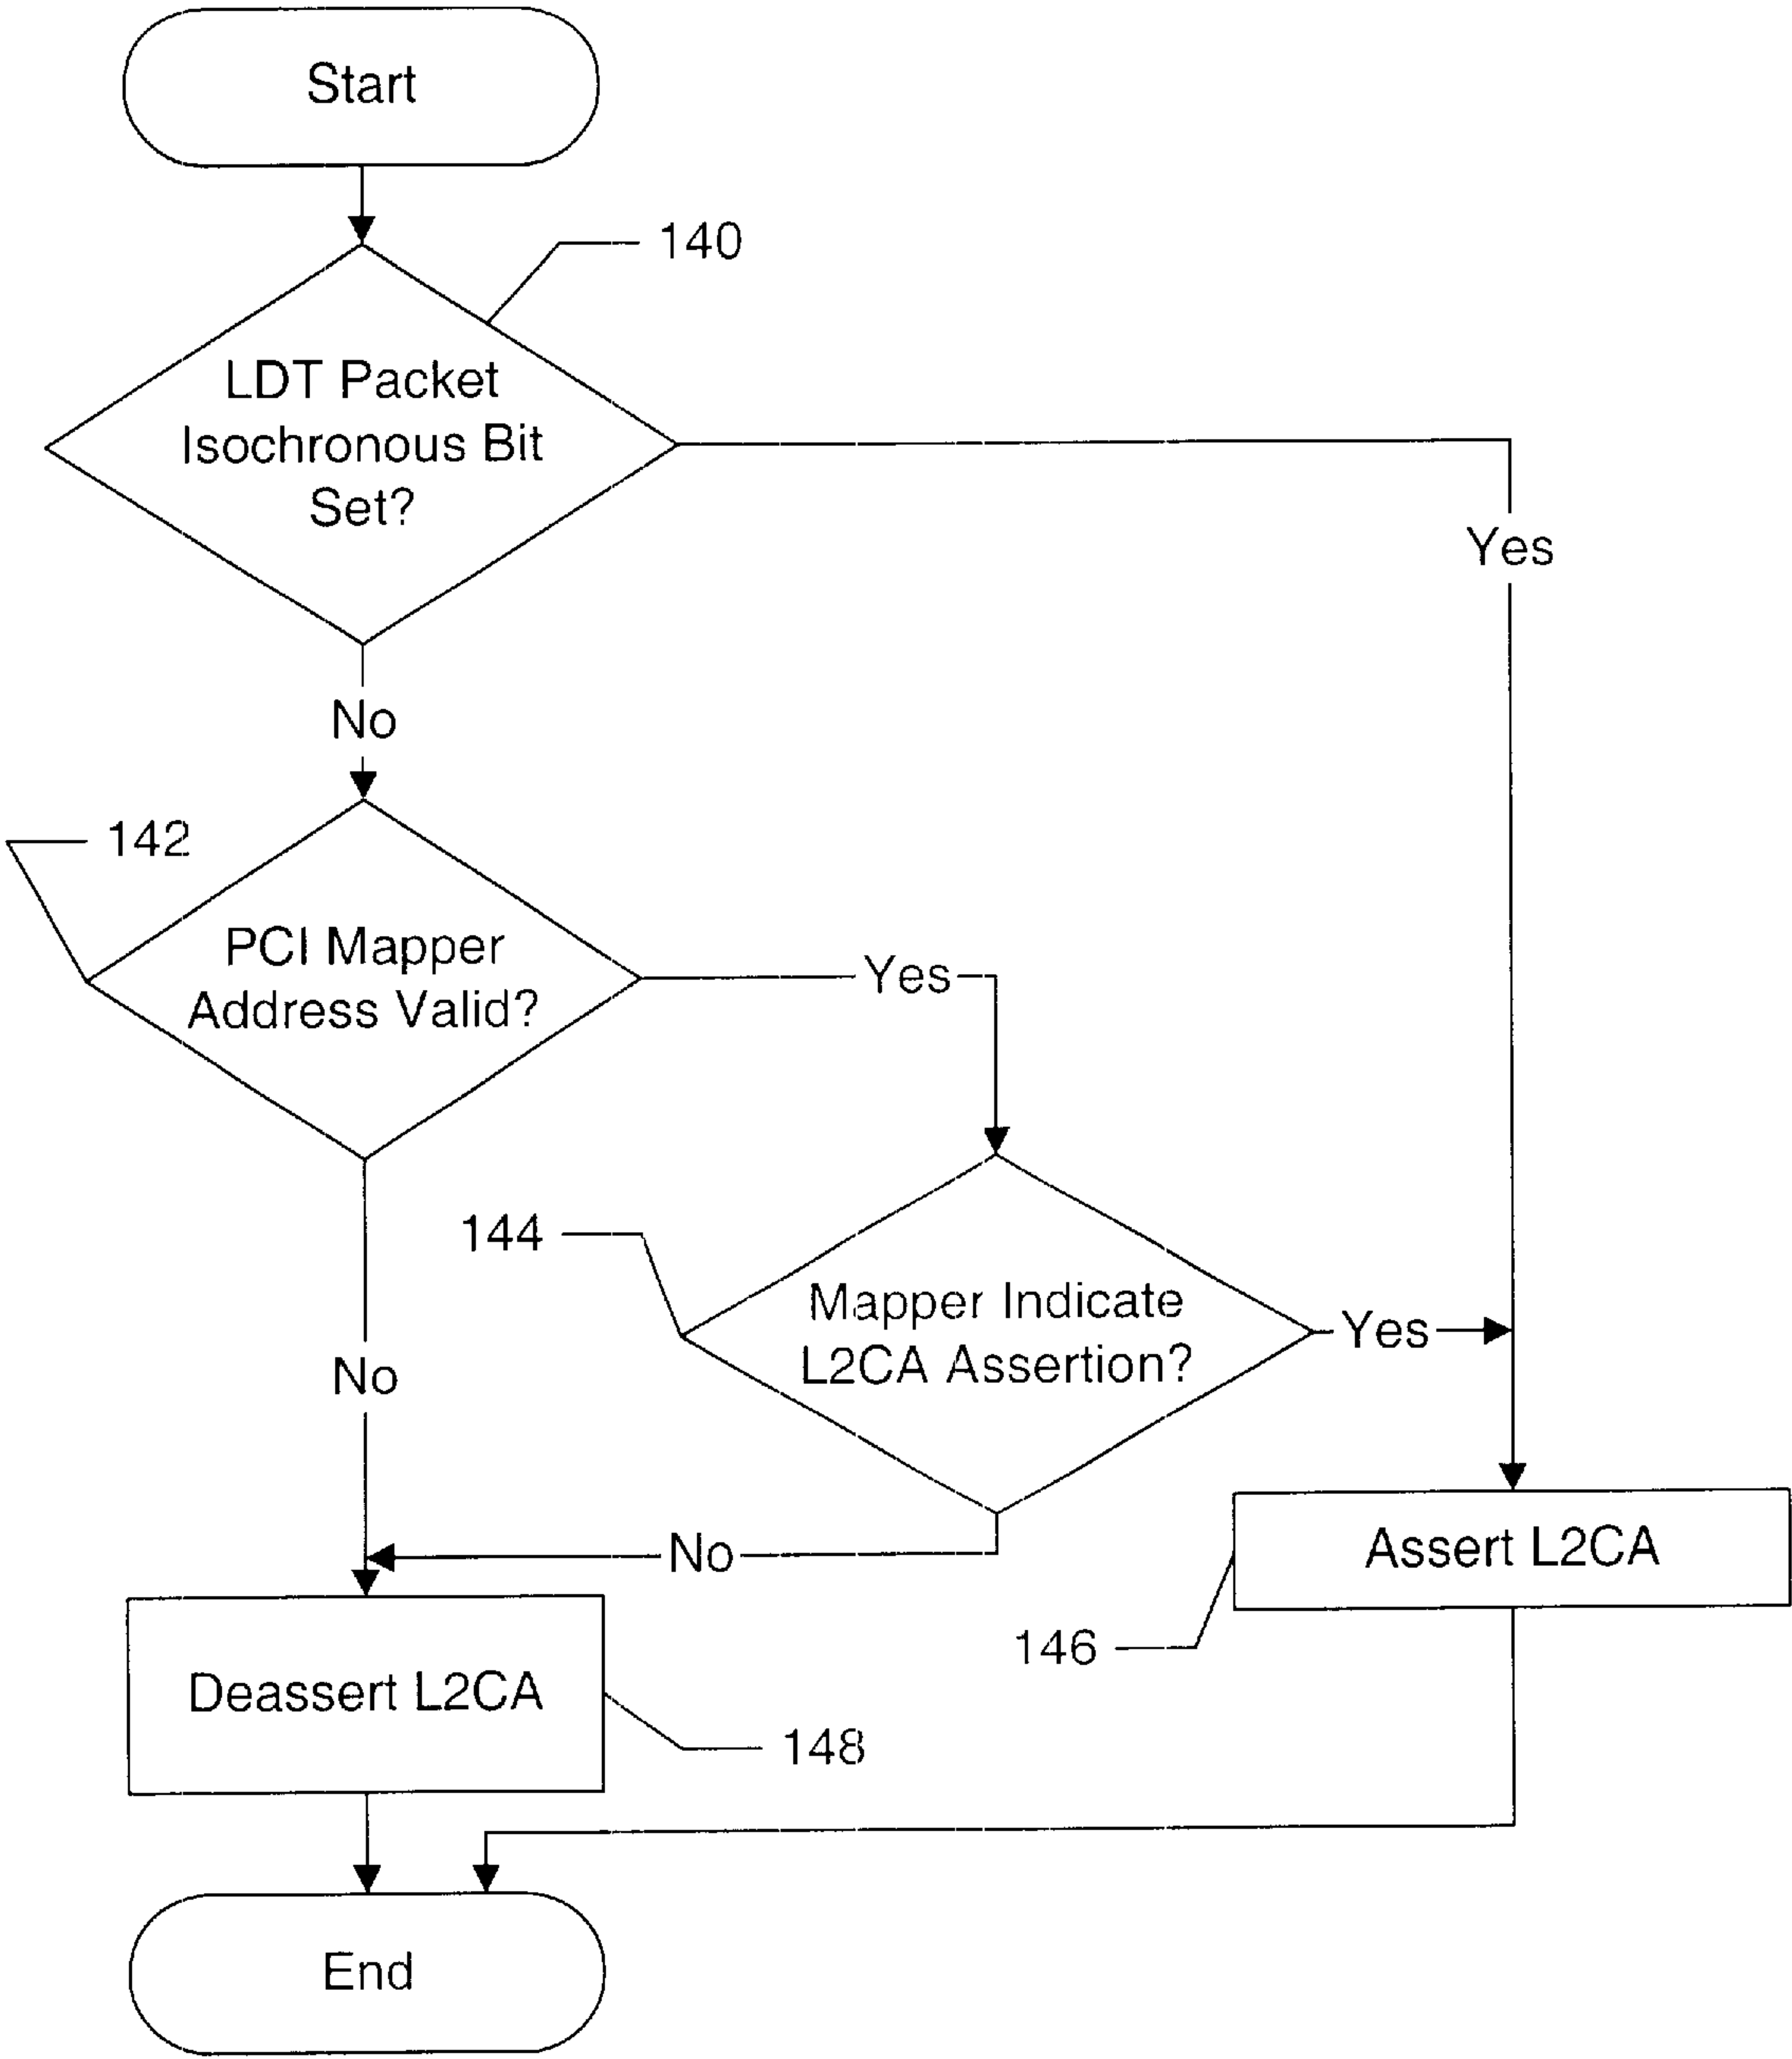 Start
140
LDT Packet
Isochronous Bit
Set?
Yes
No
142
PCI Mapper
Address Valid?
Yes
144
Mapper Indicate
L2CA Assertion?
Yes
No
No
Assert L2CA
146
Deassert L2CA
148
End